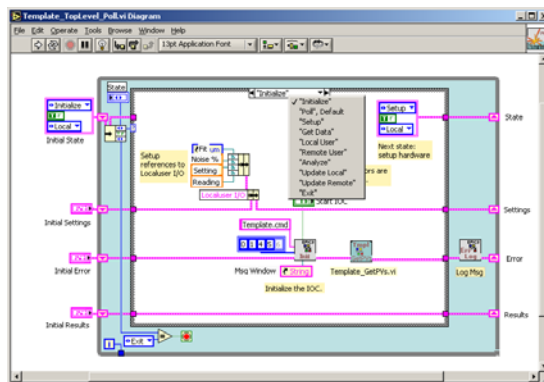 Template_TopLevel_Poll.vi Diagram
File Edit Operate Tools Browse Window Help
13pt Application Font
State
"Initialize"
"Initialize"
"Poll", Default
"Setup"
"Get Data"
"Local User"
"Remote User"
"Analyze"
"Update Local"
"Update Remote"
"Exit"
Initialize
Local
Initial State
Setup
Local
State
Next state:
setup hardware
Setup
references to
Localuser I/O
Fit
Noise %
Setting
Reading
Localuser I/O
Start IOC
Initial Settings
Settings
Template.cmd
Initial Error
Msg Window
String
Template_GetPVs.vi
Log
Log Msg
Error
Initialize the IOC.
Initial Results
Results
i
Exit